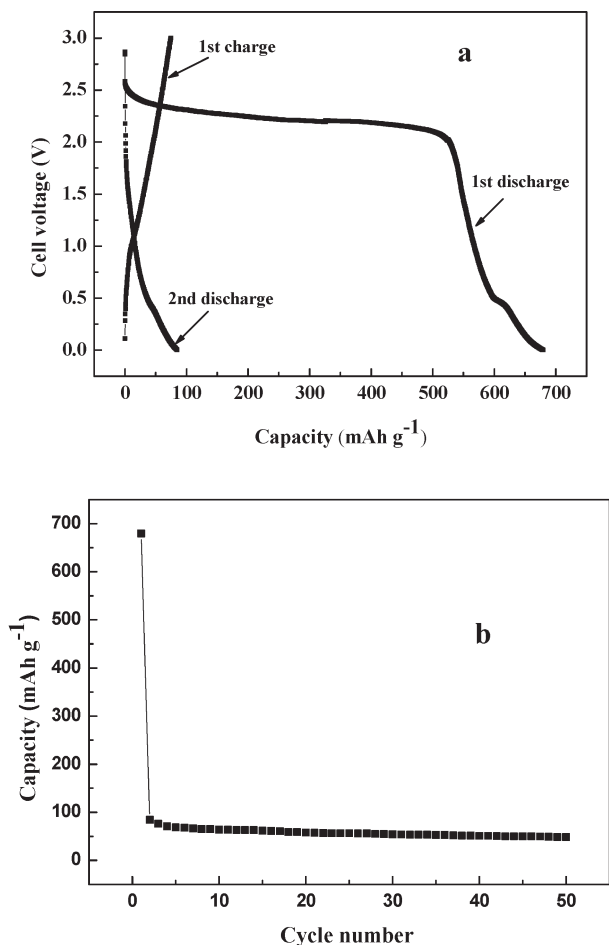 a
3.0
2.5
2.0
1.5
1.0
0.5
0.0
Cell voltage (V)
1st charge
1st discharge
2nd discharge
0 100 200 300 400 500 600 700
Capacity (mAh g-1)
b
700
600
500
400
300
200
100
0
Capacity (mAh g-1)
0 10 20 30 40 50
Cycle number